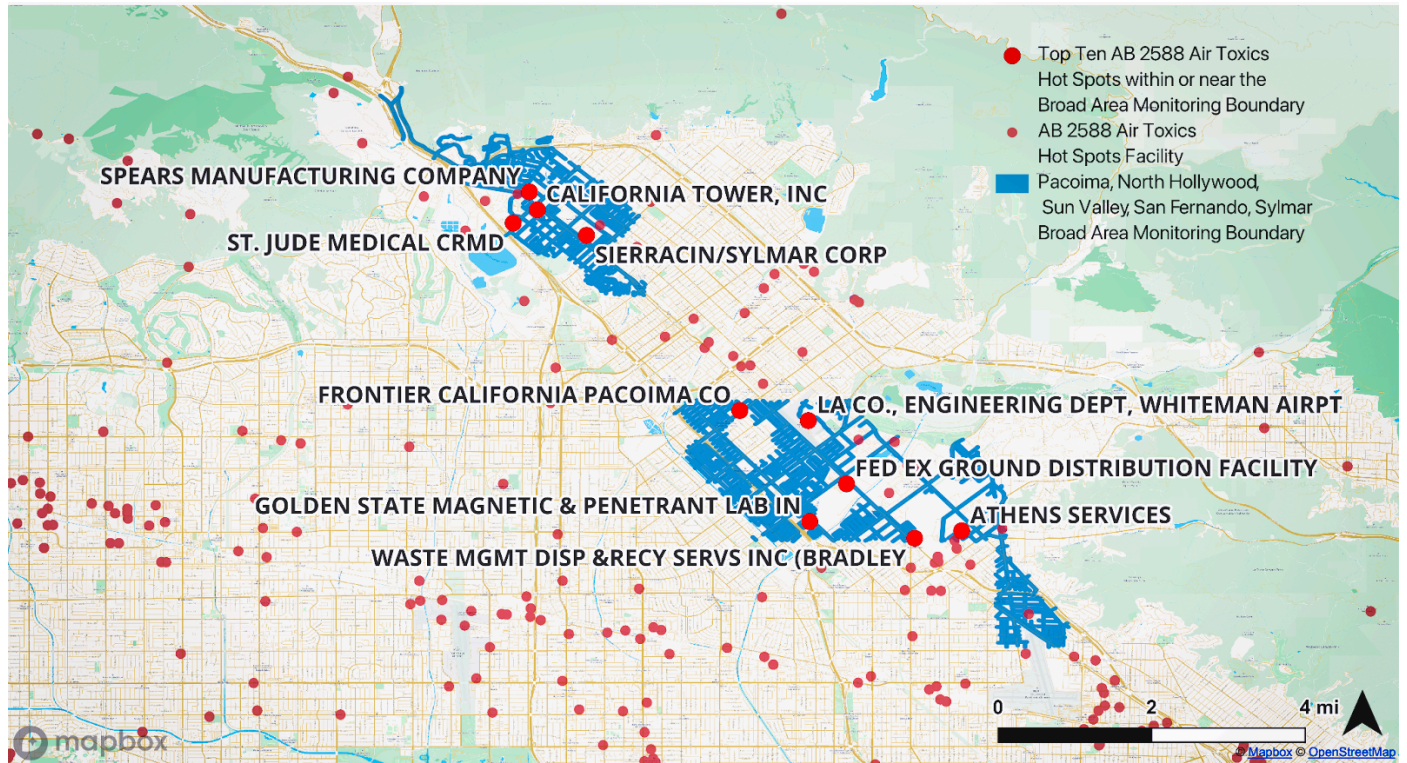 Top Ten AB 2588 Air Toxics
Hot Spots within or near the
Broad Area Monitoring Boundary
AB 2588 Air Toxics
Hot Spots Facility
Pacoima, North Hollywood,
Sun Valley, San Fernando, Sylmar
Broad Area Monitoring Boundary
SPEARS MANUFACTURING COMPANY
CALIFORNIA TOWER, INC
ST. JUDE MEDICAL CRMD
SIERRACIN/SYLMAR CORP
FRONTIER CALIFORNIA PACOIMA CO
LA CO., ENGINEERING DEPT, WHITEMAN AIRPT
FED EX GROUND DISTRIBUTION FACILITY
GOLDEN STATE MAGNETIC & PENETRANT LAB IN
ATHENS SERVICES
WASTE MGMT DISP &RECY SERVS INC (BRADLEY
0 2 4 mi
mapbox
© Mapbox © OpenStreetMap